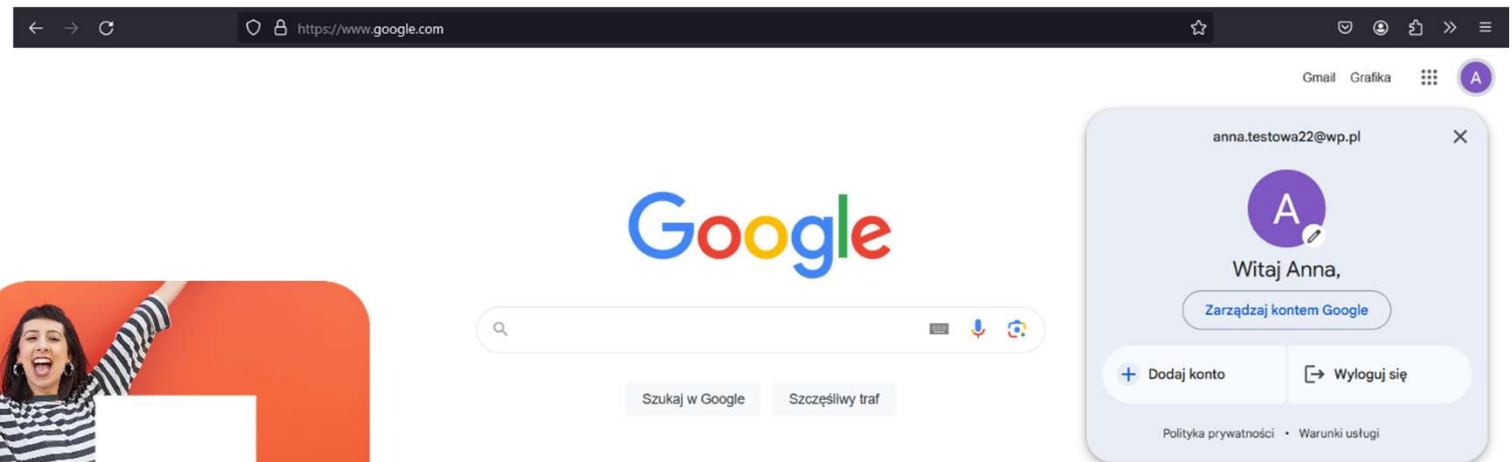 https://www.google.com
Gmail Grafika
A
anna.testowa22@wp.pl
A
Witaj Anna,
Zarządzaj kontem Google
Dodaj konto
Wyloguj się
Polityka prywatności • Warunki usługi
Google
Szukaj w Google
Szczęśliwy traf